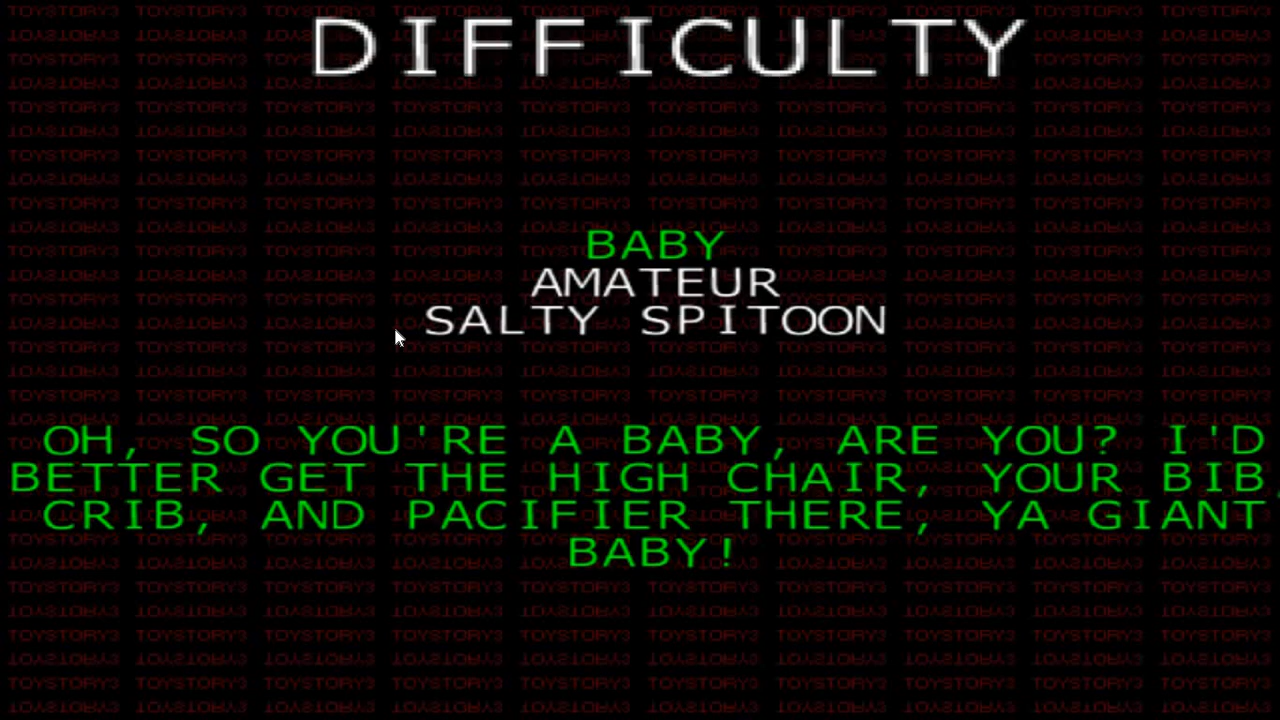 DIFFICULTY
BABY
AMATEUR
SALTY SPITOON
OH, SO YOU'RE A BABY, ARE YOU? I'D
BETTER GET THE HIGH CHAIR, YOUR BIB
CRIB, AND PACIFIER THERE, YA GIANT
BABY!
TOYSTORY3